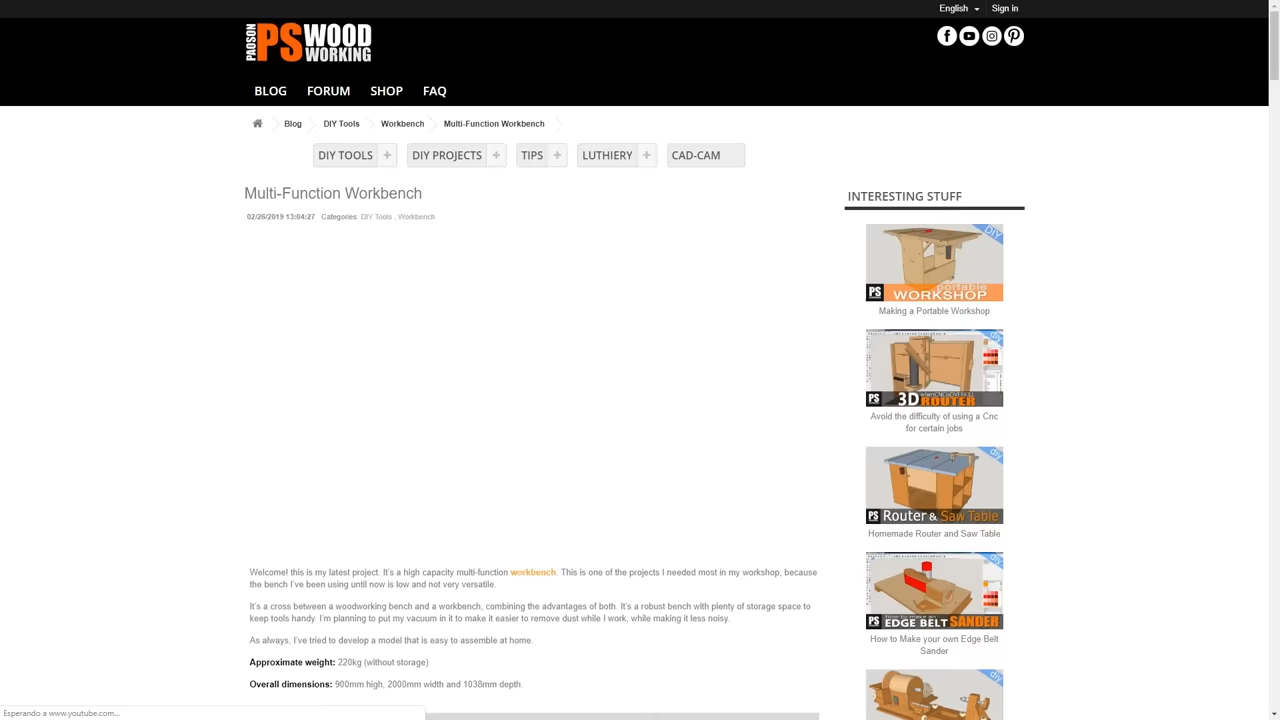 English
Sign in
PAOSON PS WOOD WORKING
BLOG FORUM SHOP FAQ
Blog DIY Tools Workbench Multi-Function Workbench
DIY TOOLS + DIY PROJECTS + TIPS + LUTHIERY + CAD-CAM
Multi-Function Workbench
02/26/2019 13:04:27 Categories: DIY Tools , Workbench
Welcome! this is my latest project. It's a high capacity multi-function workbench. This is one of the projects I needed most in my workshop, because
the bench I've been using until now is low and not very versatile.
It's a cross between a woodworking bench and a workbench, combining the advantages of both. It's a robust bench with plenty of storage space to
keep tools handy. I'm planning to put my vacuum in it to make it easier to remove dust while I work, while making it less noisy.
As always, I've tried to develop a model that is easy to assemble at home.
Approximate weight: 220kg (without storage)
Overall dimensions: 900mm high, 2000mm width and 1038mm depth.
INTERESTING STUFF
DIY
PS portable
WORKSHOP
Making a Portable Workshop
PS 3D ROUTER
Avoid the difficulty of using a Cnc
for certain jobs
diy
PS Router & Saw Table
Homemade Router and Saw Table
diy
PS how to make an
EDGE BELT SANDER
How to Make your own Edge Belt
Sander
diy
Esperando a www.youtube.com...